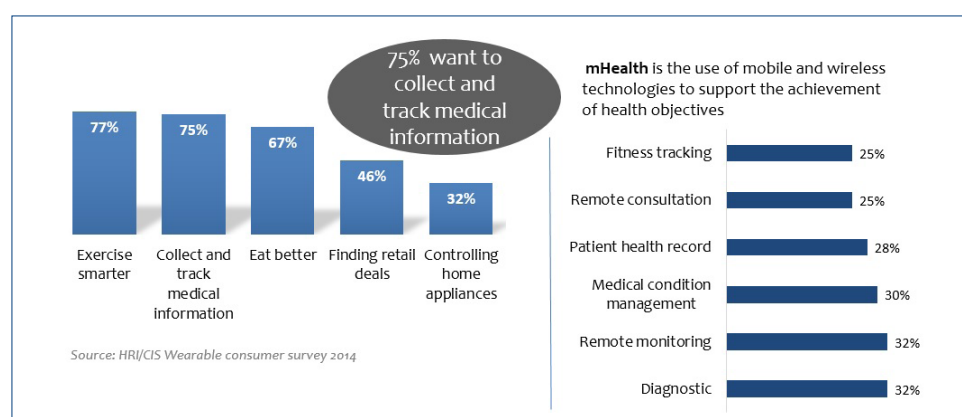 75% want to
collect and
track medical
information
77%
75%
67%
46%
32%
Exercise
smarter
Collect and
track
medical
information
Eat better
Finding retail
deals
Controlling
home
appliances
Source: HRI/CIS Wearable consumer survey 2014
mHealth is the use of mobile and wireless
technologies to support the achievement
of health objectives
Fitness tracking 25%
Remote consultation 25%
Patient health record 28%
Medical condition
management 30%
Remote monitoring 32%
Diagnostic 32%